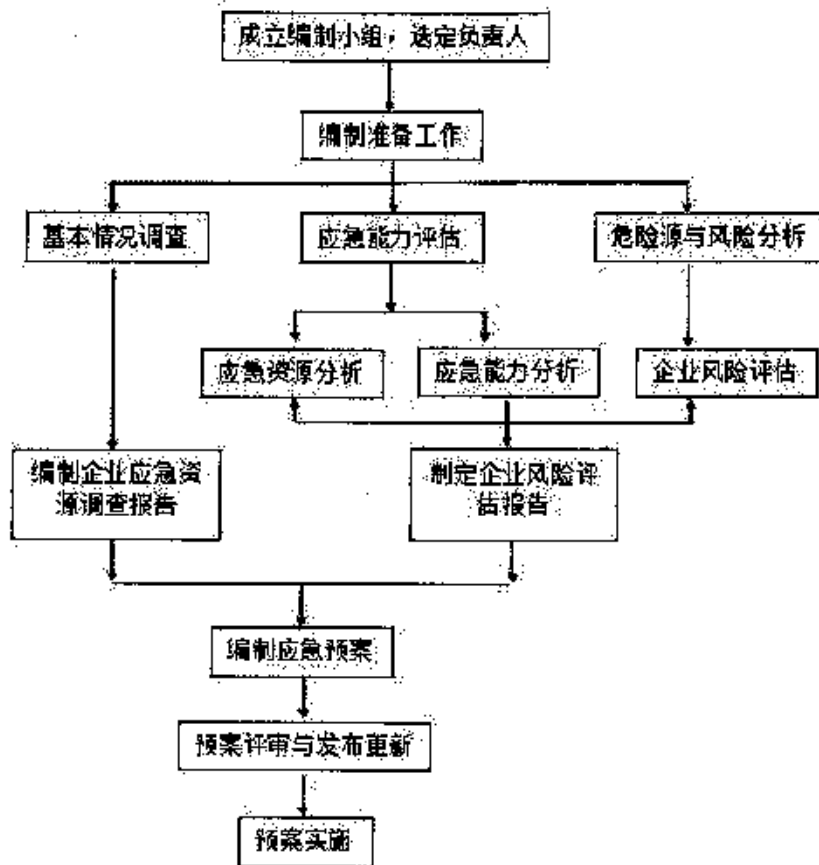 成立编制小组,选定负责人
编制准备工作
基本情况调查
应急能力评估
危险源与风险分析
应急资源分析
应急能力分析
企业风险评估
编制企业应急资
源调查报告
制定企业风险评
估报告
编制应急预案
预案评审与发布重新
预案实施